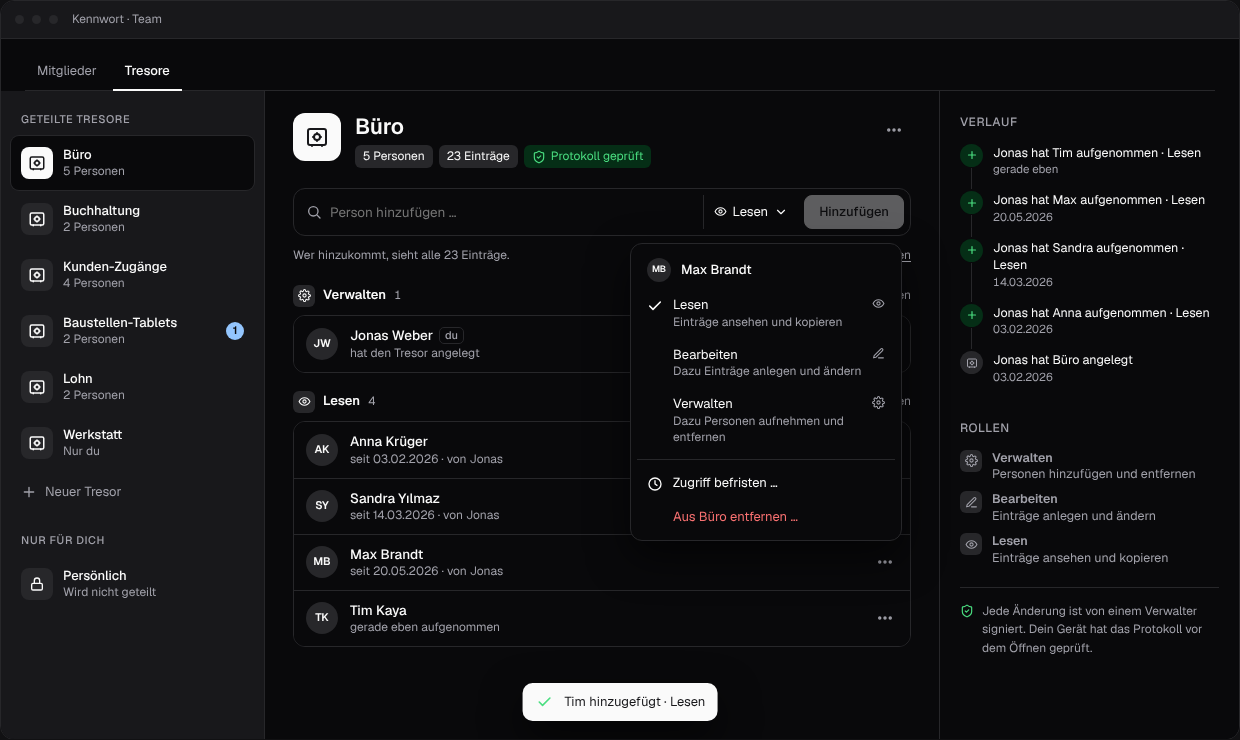 Kennwort · Team
Mitglieder
Tresore
GETEILTE TRESORE
Büro
5 Personen
Buchhaltung
2 Personen
Kunden-Zugänge
4 Personen
Baustellen-Tablets
2 Personen
1
Lohn
2 Personen
Werkstatt
Nur du
Neuer Tresor
NUR FÜR DICH
Persönlich
Wird nicht geteilt
Büro
5 Personen
23 Einträge
Protokoll geprüft
Person hinzufügen …
Lesen
Hinzufügen
Wer hinzukommt, sieht alle 23 Einträge.
Verwalten 1
JW
Jonas Weber du
hat den Tresor angelegt
Lesen 4
AK
Anna Krüger
seit 03.02.2026 · von Jonas
SY
Sandra Yılmaz
seit 14.03.2026 · von Jonas
MB
Max Brandt
seit 20.05.2026 · von Jonas
TK
Tim Kaya
gerade eben aufgenommen
MB
Max Brandt
Lesen
Einträge ansehen und kopieren
Bearbeiten
Dazu Einträge anlegen und ändern
Verwalten
Dazu Personen aufnehmen und
entfernen
Zugriff befristen …
Aus Büro entfernen …
Tim hinzugefügt · Lesen
VERLAUF
Jonas hat Tim aufgenommen · Lesen
gerade eben
Jonas hat Max aufgenommen · Lesen
20.05.2026
Jonas hat Sandra aufgenommen ·
Lesen
14.03.2026
Jonas hat Anna aufgenommen · Lesen
03.02.2026
Jonas hat Büro angelegt
03.02.2026
ROLLEN
Verwalten
Personen hinzufügen und entfernen
Bearbeiten
Einträge anlegen und ändern
Lesen
Einträge ansehen und kopieren
Jede Änderung ist von einem Verwalter
signiert. Dein Gerät hat das Protokoll vor
dem Öffnen geprüft.